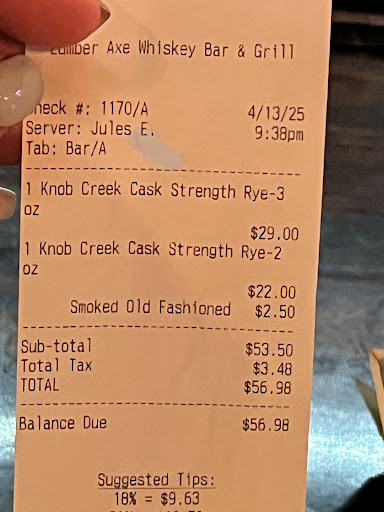 Lumber Axe Whiskey Bar & Grill
Check #: 1170/A 4/13/25
Server: Jules E. 9:38pm
Tab: Bar/A
1 Knob Creek Cask Strength Rye-3
oz
$29.00
1 Knob Creek Cask Strength Rye-2
oz
$22.00
Smoked Old Fashioned $2.50
Sub-total $53.50
Total Tax $3.48
TOTAL $56.98
Balance Due $56.98
Suggested Tips:
18% = $9.63